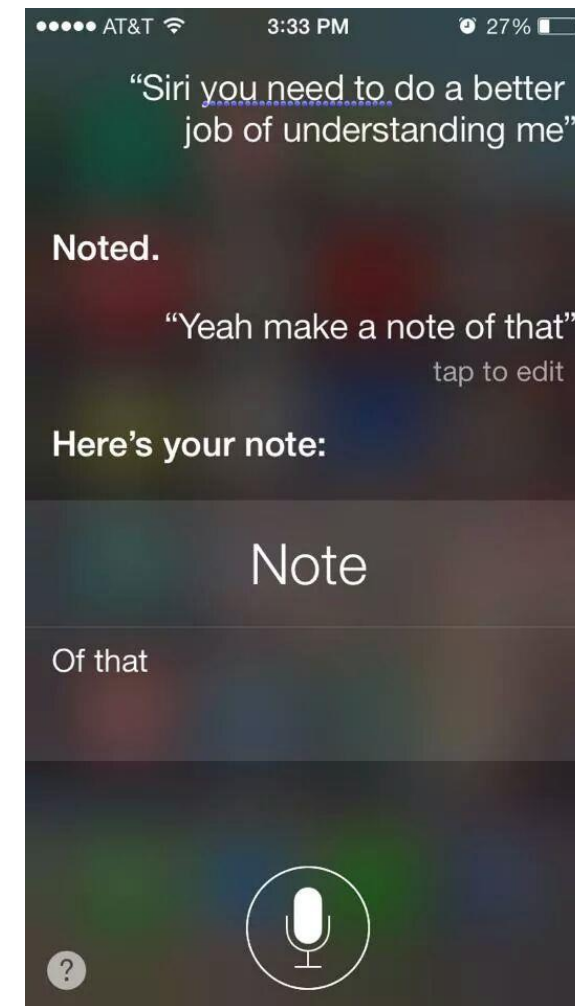 AT&T 3:33 PM 27%
“Siri you need to do a better
job of understanding me”
Noted.
“Yeah make a note of that”
tap to edit
Here’s your note:
Note
Of that
?